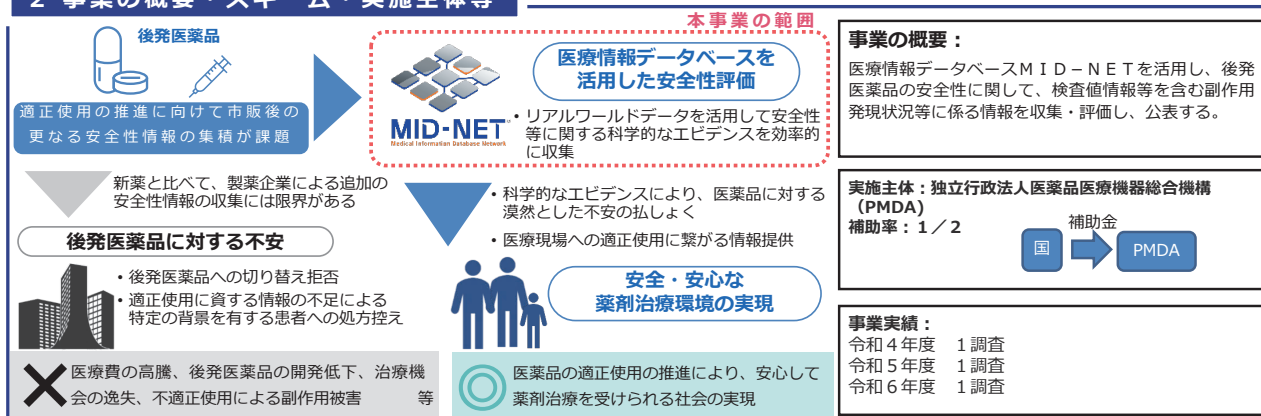 2 事業の概要・スキーム・実施主体等
本事業の範囲
後発医薬品
適正使用の推進に向けて市販後の
更なる安全性情報の集積が課題
MID-NET
Medical Information Database Network
医療情報データベースを
活用した安全性評価
・リアルワールドデータを活用して安全性
等に関する科学的なエビデンスを効率的
に収集
新薬と比べて、製薬企業による追加の
安全性情報の収集には限界がある
後発医薬品に対する不安
・後発医薬品への切り替え拒否
・適正使用に資する情報の不足による
特定の背景を有する患者への処方控え
医療費の高騰、後発医薬品の開発低下、治療機
会の逸失、不適正使用による副作用被害 等
・科学的なエビデンスにより、医薬品に対する
漠然とした不安の払しょく
・医療現場への適正使用に繋がる情報提供
安全・安心な
薬剤治療環境の実現
医薬品の適正使用の推進により、安心して
薬剤治療を受けられる社会の実現
事業の概要：
医療情報データベースＭＩＤ－ＮＥＴを活用し、後発
医薬品の安全性に関して、検査値情報等を含む副作用
発現状況等に係る情報を収集・評価し、公表する。
実施主体：独立行政法人医薬品医療機器総合機構
（PMDA）
補助率：１／２
補助金
国
PMDA
事業実績：
令和４年度 １調査
令和５年度 １調査
令和６年度 １調査